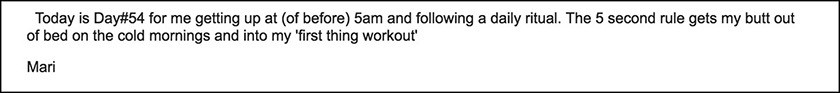 Today is Day#54 for me getting up at (of before) 5am and following a daily ritual. The 5 second rule gets my butt out
of bed on the cold mornings and into my 'first thing workout'
Mari